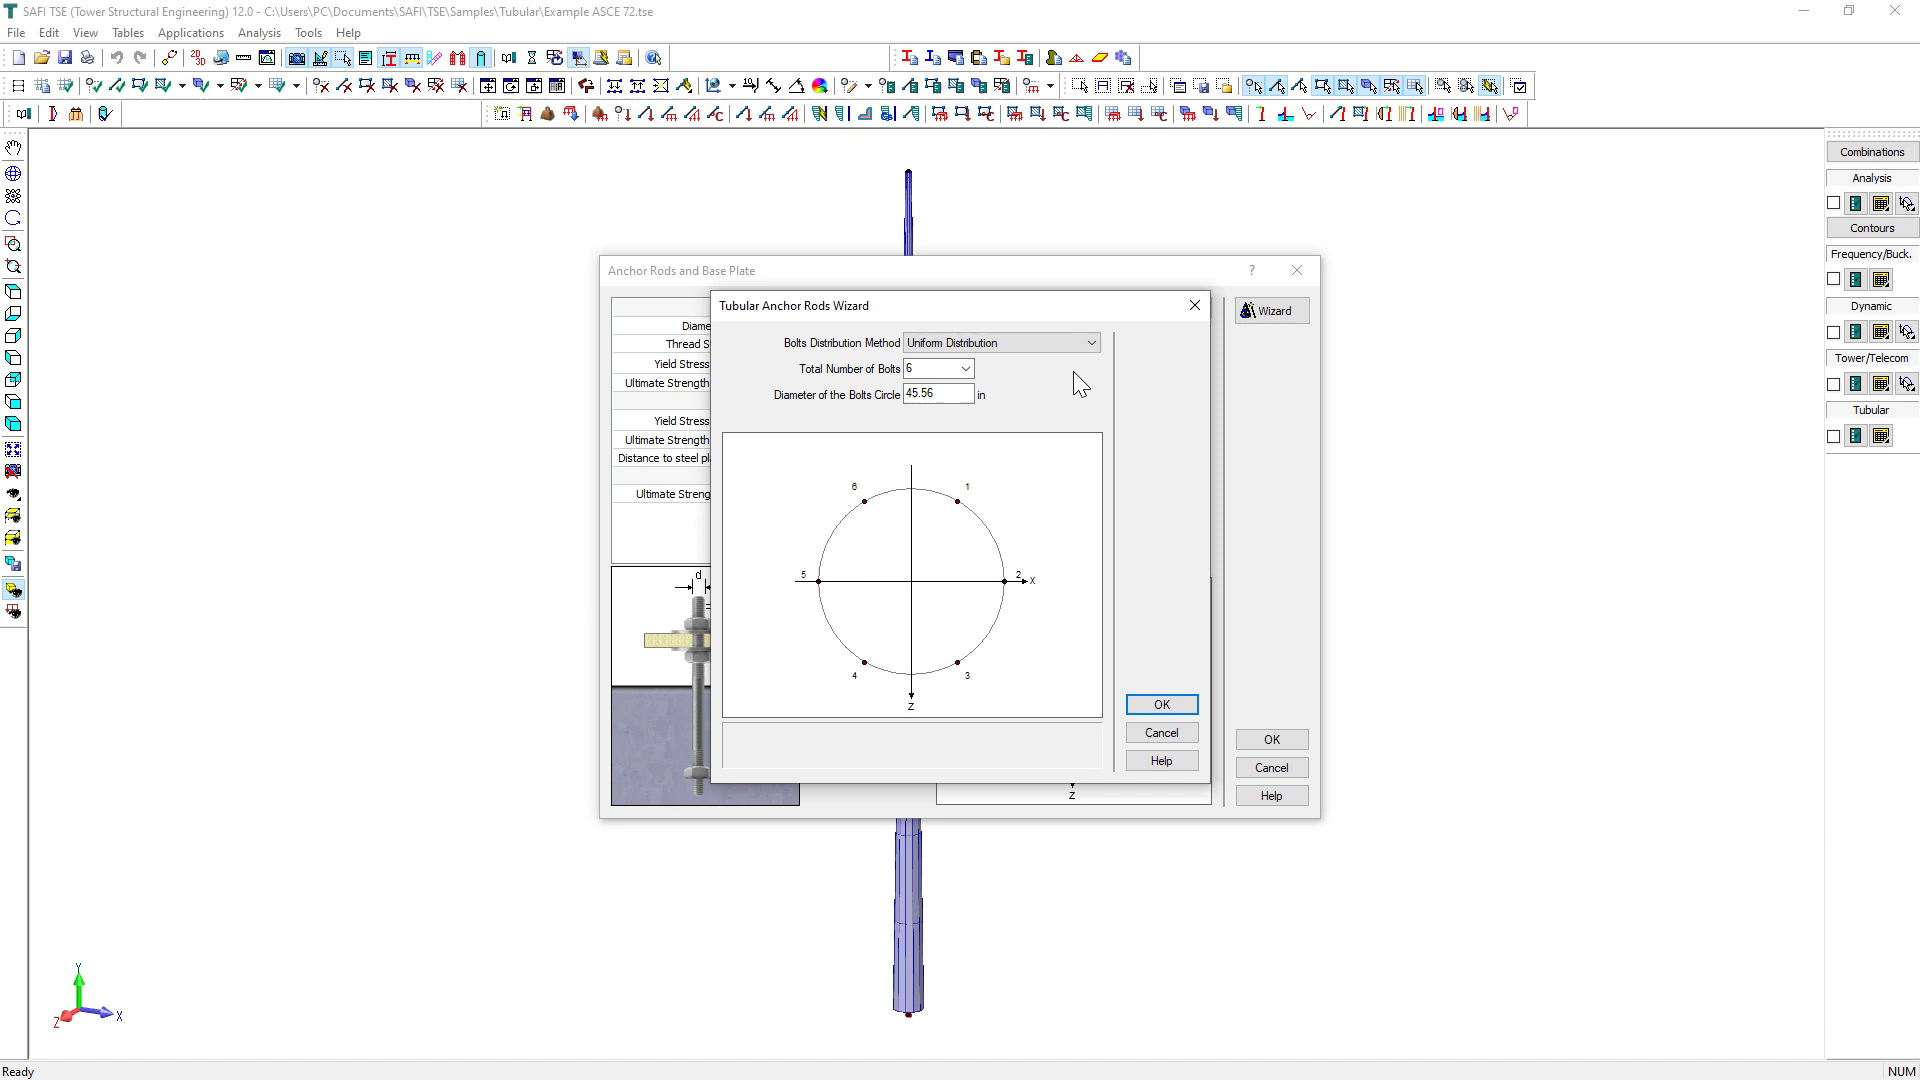 SAFI TSE (Tower Structural Engineering) 12.0 - C:\Users\PC\Documents\SAFI\TSE\Samples\Tubular\Example ASCE 72.tse
File Edit View Tables Applications Analysis Tools Help
Combinations
Analysis
Contours
Frequency/Buck.
Dynamic
Tower/Telecom
Tubular
Anchor Rods and Base Plate ?
Wizard
Tubular Anchor Rods Wizard
Bolts Distribution Method Uniform Distribution
Total Number of Bolts 6
Diameter of the Bolts Circle 45.56 in
Diame
Thread S
Yield Stress
Ultimate Strength
Yield Stress
Ultimate Strength
Distance to steel pl
Ultimate Streng
d
6 1
5 2 X
4 3
Z
OK
Cancel
Help
OK
Cancel
Help
Z
Y
Z X
Ready NUM